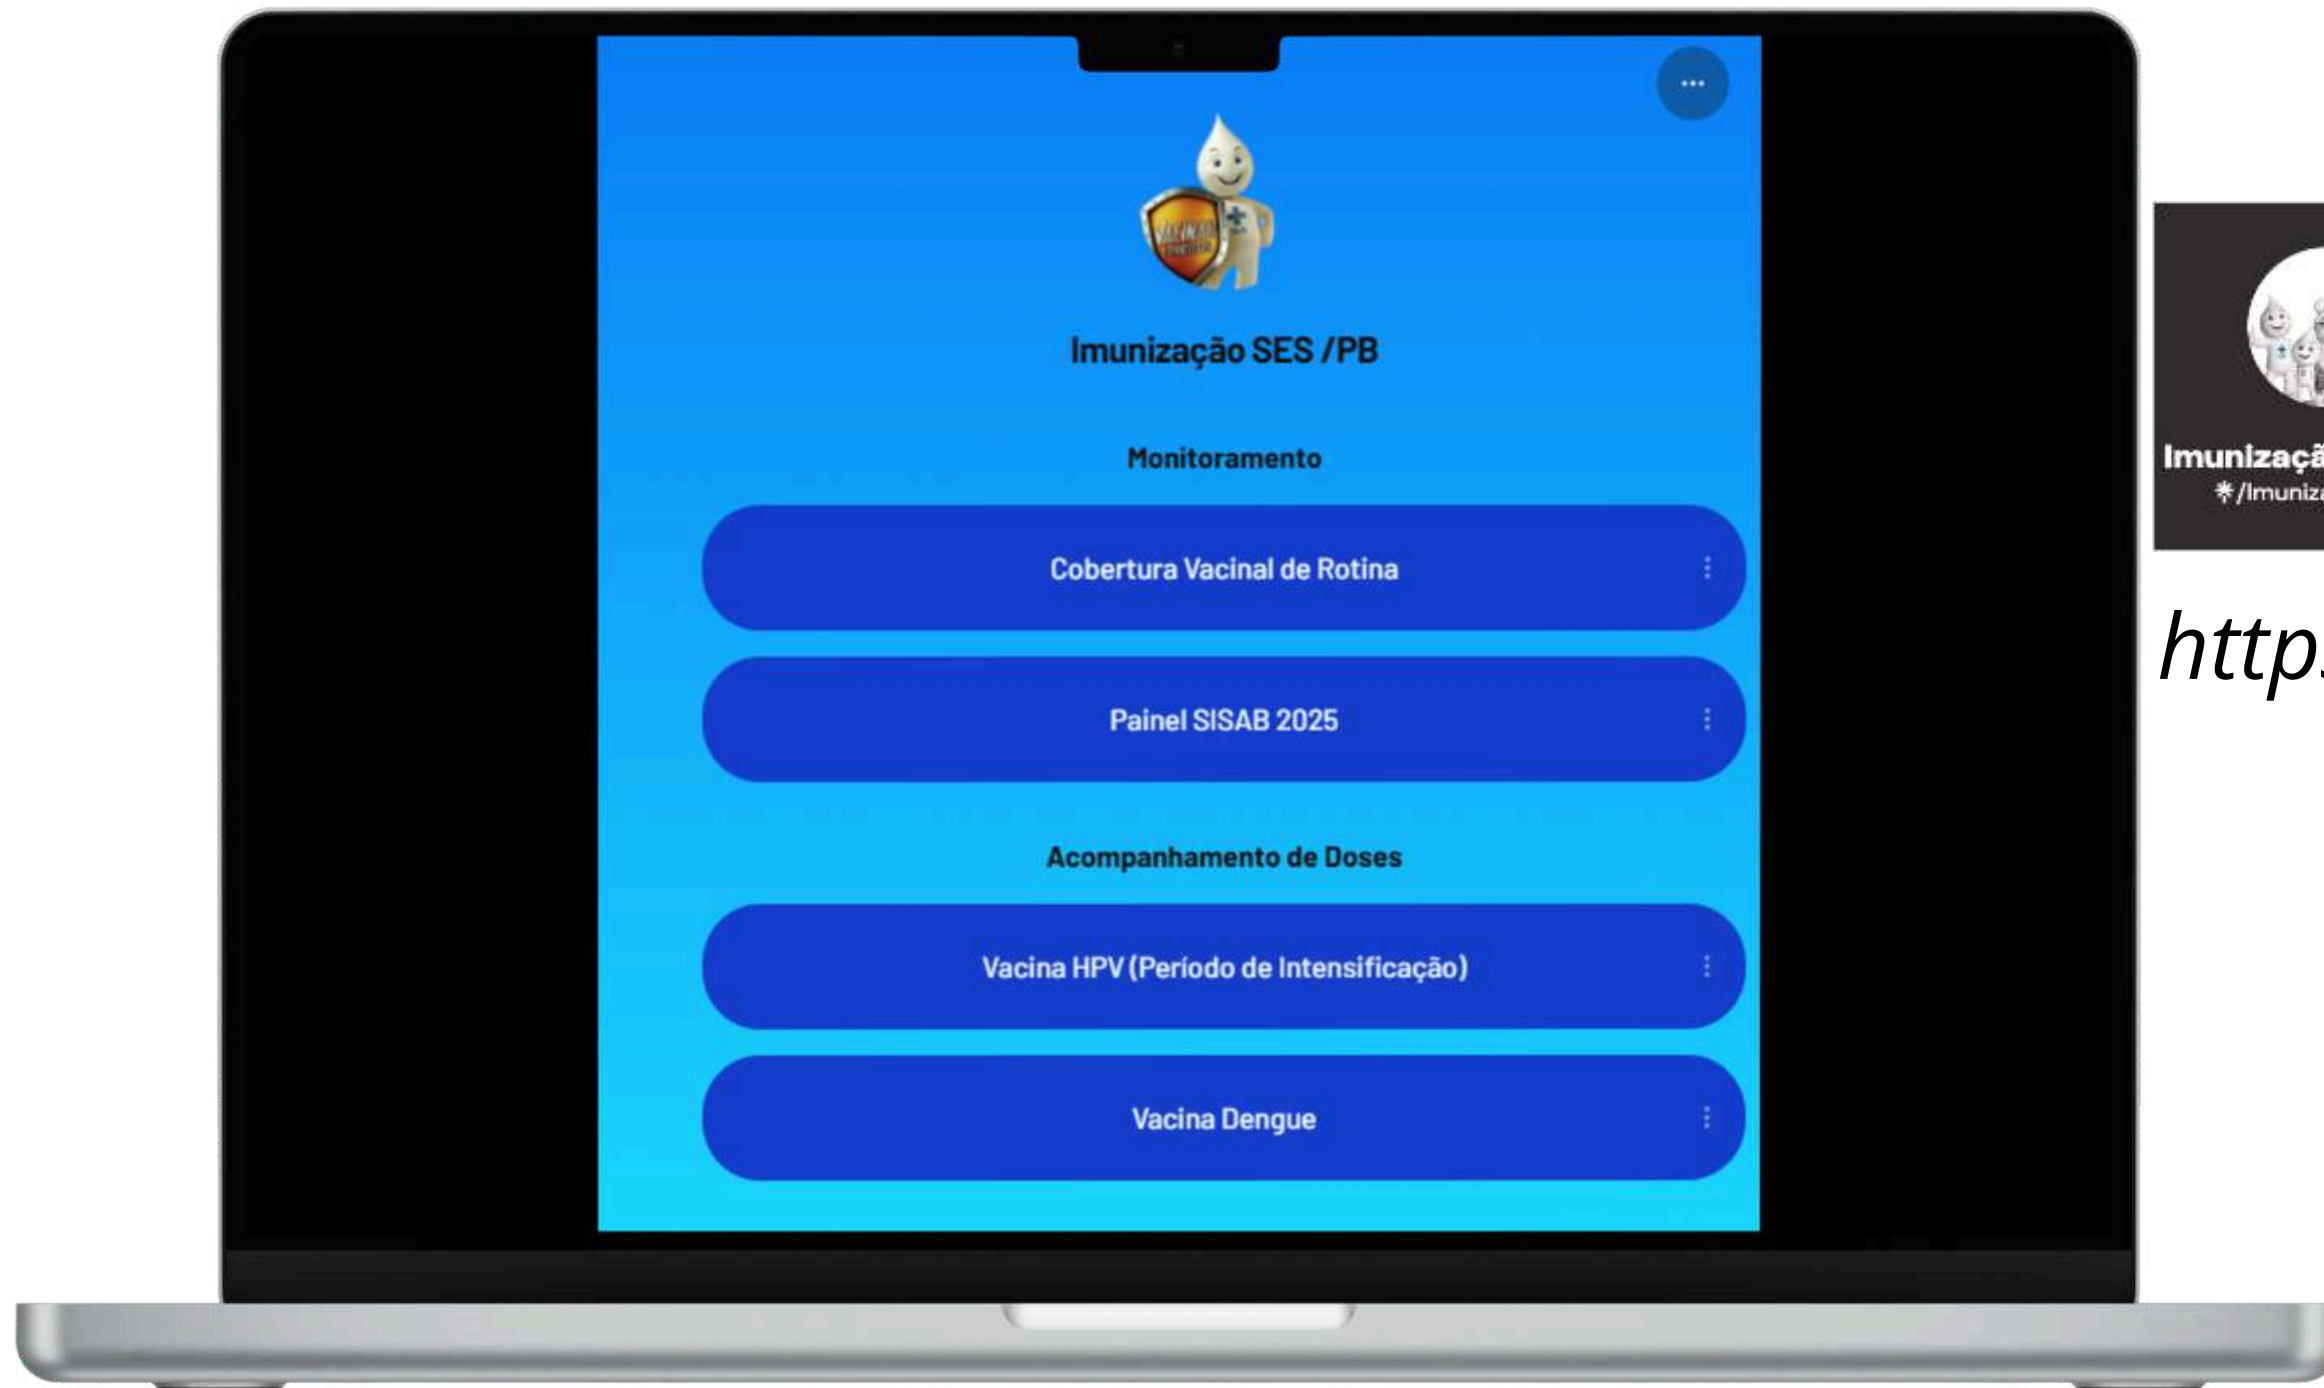 Imunização SES /PB
Monitoramento
Cobertura Vacinal de Rotina
Painel SISAB 2025
Acompanhamento de Doses
Vacina HPV (Período de Intensificação)
Vacina Dengue